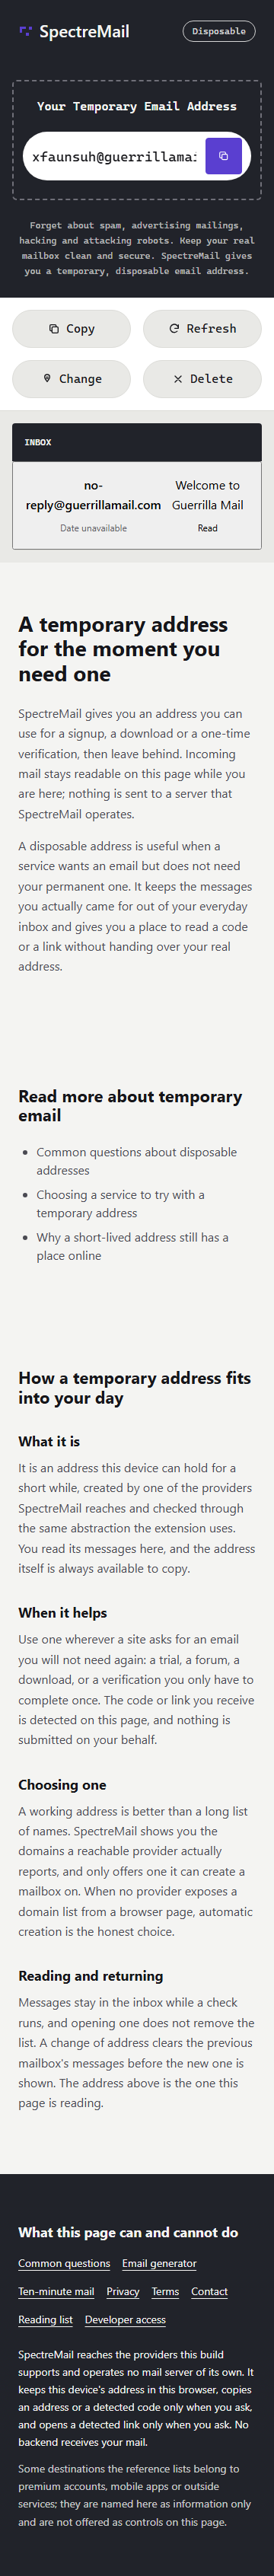 SpectreMail
Disposable
Your Temporary Email Address
xfaunsuh@guerrillamai
Forget about spam, advertising mailings,
hacking and attacking robots. Keep your real
mailbox clean and secure. SpectreMail gives
you a temporary, disposable email address.
Copy
Refresh
Change
Delete
INBOX
no-
reply@guerrillamail.com
Date unavailable
Welcome to
Guerrilla Mail
Read
A temporary address
for the moment you
need one
SpectreMail gives you an address you can
use for a signup, a download or a one-time
verification, then leave behind. Incoming
mail stays readable on this page while you
are here; nothing is sent to a server that
SpectreMail operates.
A disposable address is useful when a
service wants an email but does not need
your permanent one. It keeps the messages
you actually came for out of your everyday
inbox and gives you a place to read a code
or a link without handing over your real
address.
Read more about temporary
email
Common questions about disposable
addresses
Choosing a service to try with a
temporary address
Why a short-lived address still has a
place online
How a temporary address fits
into your day
What it is
It is an address this device can hold for a
short while, created by one of the providers
SpectreMail reaches and checked through
the same abstraction the extension uses.
You read its messages here, and the address
itself is always available to copy.
When it helps
Use one wherever a site asks for an email
you will not need again: a trial, a forum, a
download, or a verification you only have to
complete once. The code or link you receive
is detected on this page, and nothing is
submitted on your behalf.
Choosing one
A working address is better than a long list
of names. SpectreMail shows you the
domains a reachable provider actually
reports, and only offers one it can create a
mailbox on. When no provider exposes a
domain list from a browser page, automatic
creation is the honest choice.
Reading and returning
Messages stay in the inbox while a check
runs, and opening one does not remove the
list. A change of address clears the previous
mailbox's messages before the new one is
shown. The address above is the one this
page is reading.
What this page can and cannot do
Common questions Email generator
Ten-minute mail Privacy Terms Contact
Reading list Developer access
SpectreMail reaches the providers this build
supports and operates no mail server of its own. It
keeps this device's address in this browser, copies
an address or a detected code only when you ask,
and opens a detected link only when you ask. No
backend receives your mail.
Some destinations the reference lists belong to
premium accounts, mobile apps or outside
services; they are named here as information only
and are not offered as controls on this page.